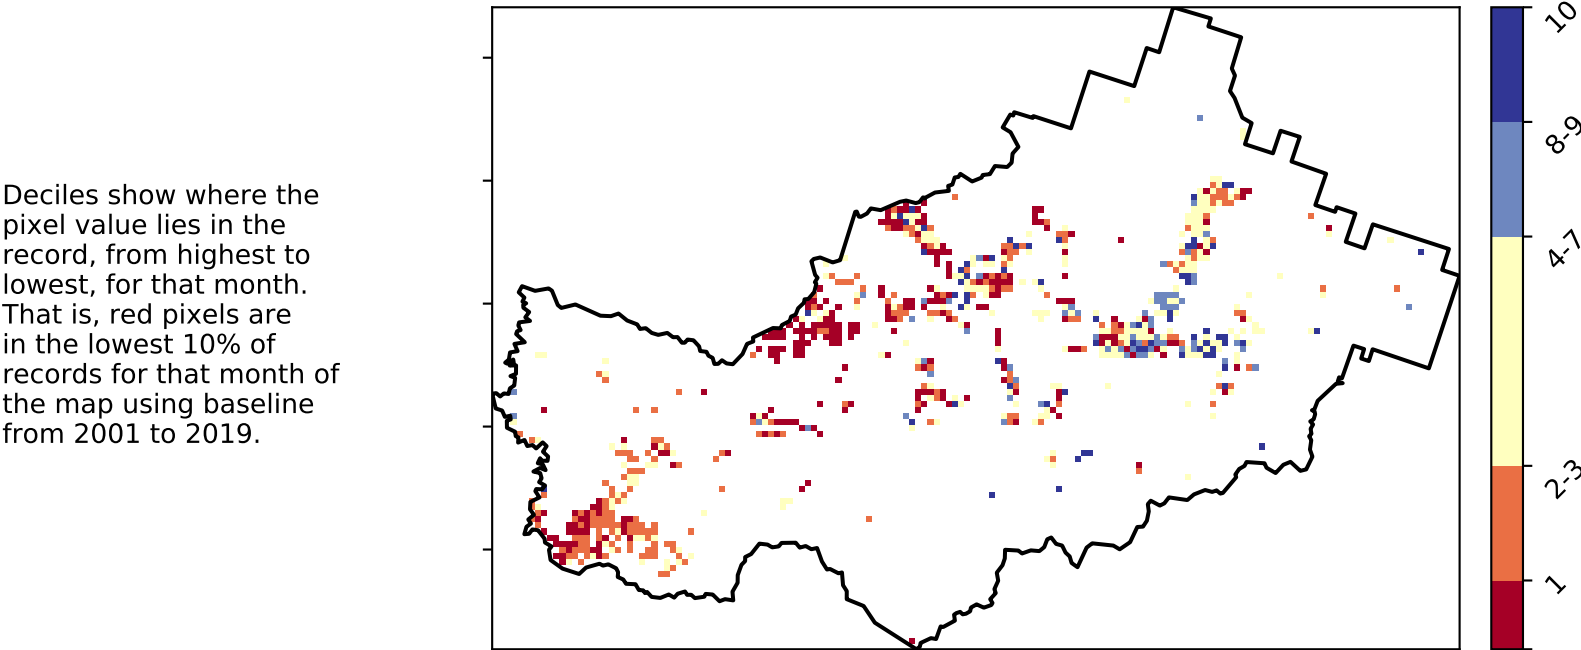 Deciles show where the
pixel value lies in the
record, from highest to
lowest, for that month.
That is, red pixels are
in the lowest 10% of
records for that month of
the map using baseline
from 2001 to 2019.
10
8-9
4-7
2-3
1